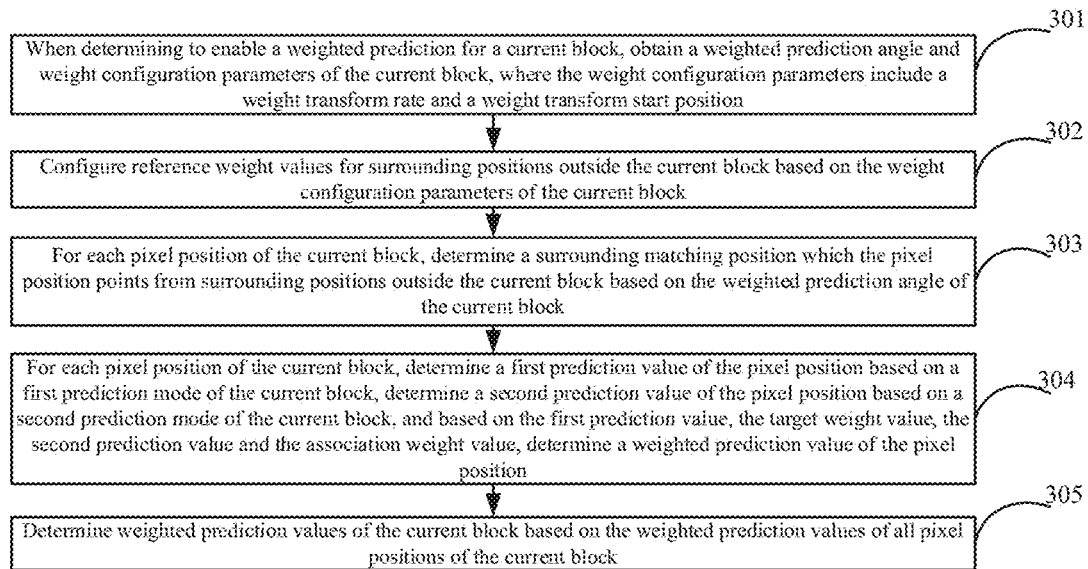 301
When determining to enable a weighted prediction for a current block, obtain a weighted prediction angle and
weight configuration parameters of the current block, where the weight configuration parameters include a
weight transform rate and a weight transform start position
302
Configure reference weight values for surrounding positions outside the current block based on the weight
configuration parameters of the current block
303
For each pixel position of the current block, determine a surrounding matching position which the pixel
position points from surrounding positions outside the current block based on the weighted prediction angle of
the current block
304
For each pixel position of the current block, determine a first prediction value of the pixel position based on a
first prediction mode of the current block, determine a second prediction value of the pixel position based on a
second prediction mode of the current block, and based on the first prediction value, the target weight value, the
second prediction value and the association weight value, determine a weighted prediction value of the pixel
position
305
Determine weighted prediction values of the current block based on the weighted prediction values of all pixel
positions of the current block